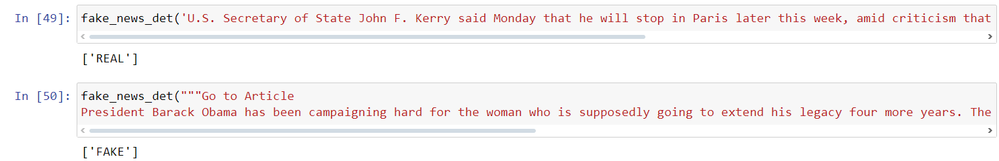 In [49]: fake_news_det('U.S. Secretary of State John F. Kerry said Monday that he will stop in Paris later this week, amid criticism that
['REAL']
In [50]: fake_news_det("""Go to Article
President Barack Obama has been campaigning hard for the woman who is supposedly going to extend his legacy four more years. The
['FAKE']